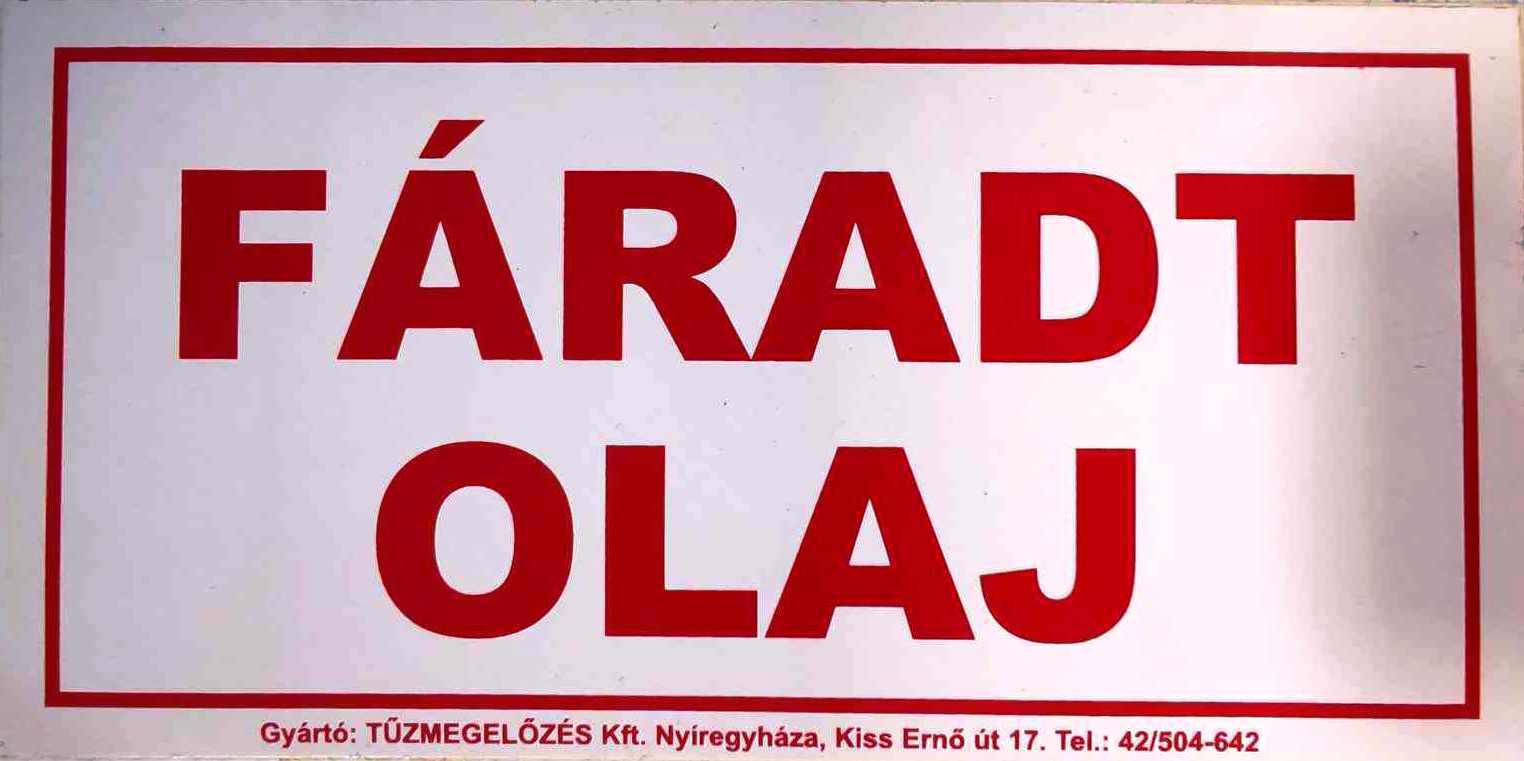 FÁRADT
OLAJ
Gyártó: TŰZMEGELŐZÉS Kft. Nyíregyháza, Kiss Ernő út 17. Tel.: 42/504-642